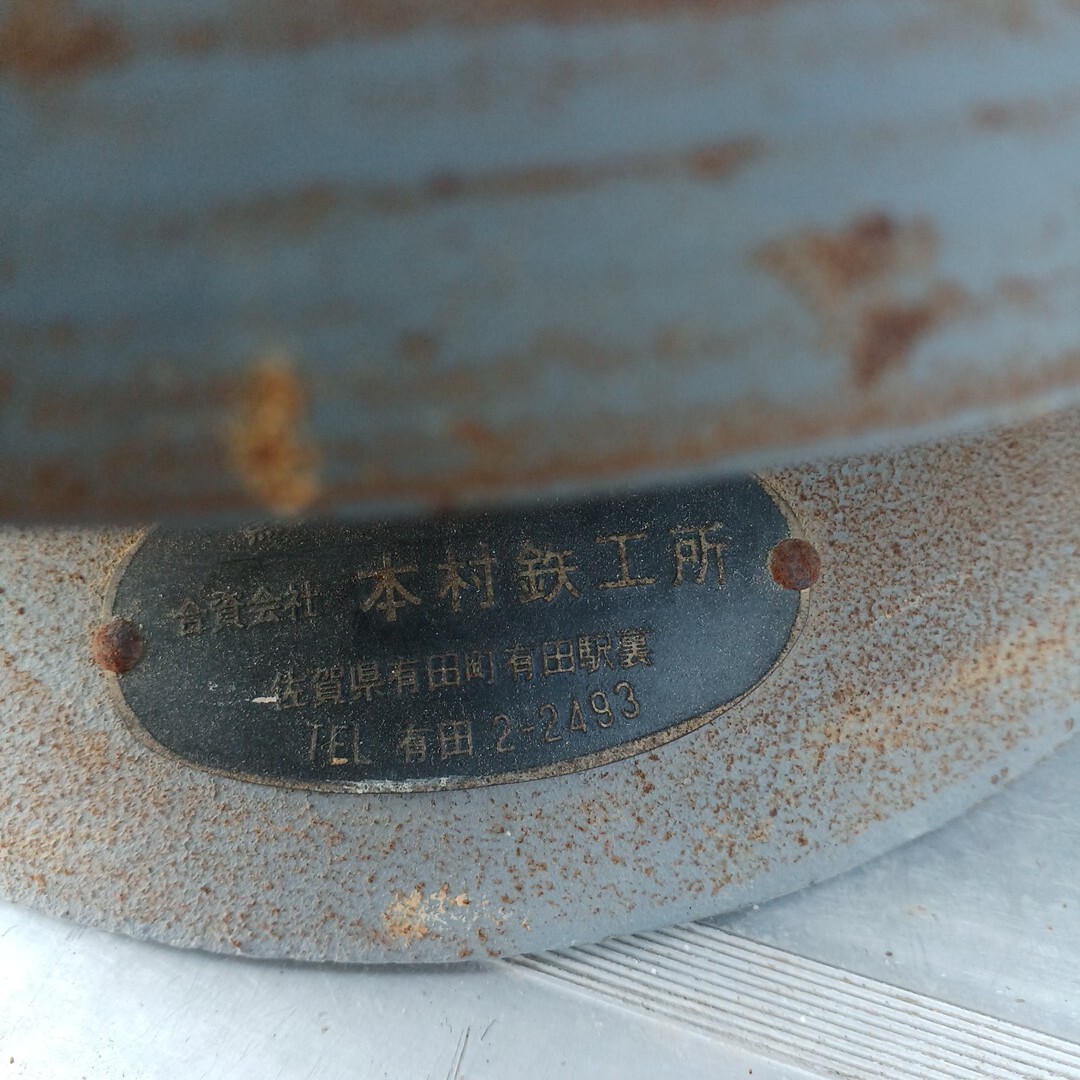 合資会社 本村鉄工所
佐賀県有田町有田駅裏
TEL 有田 2-2493